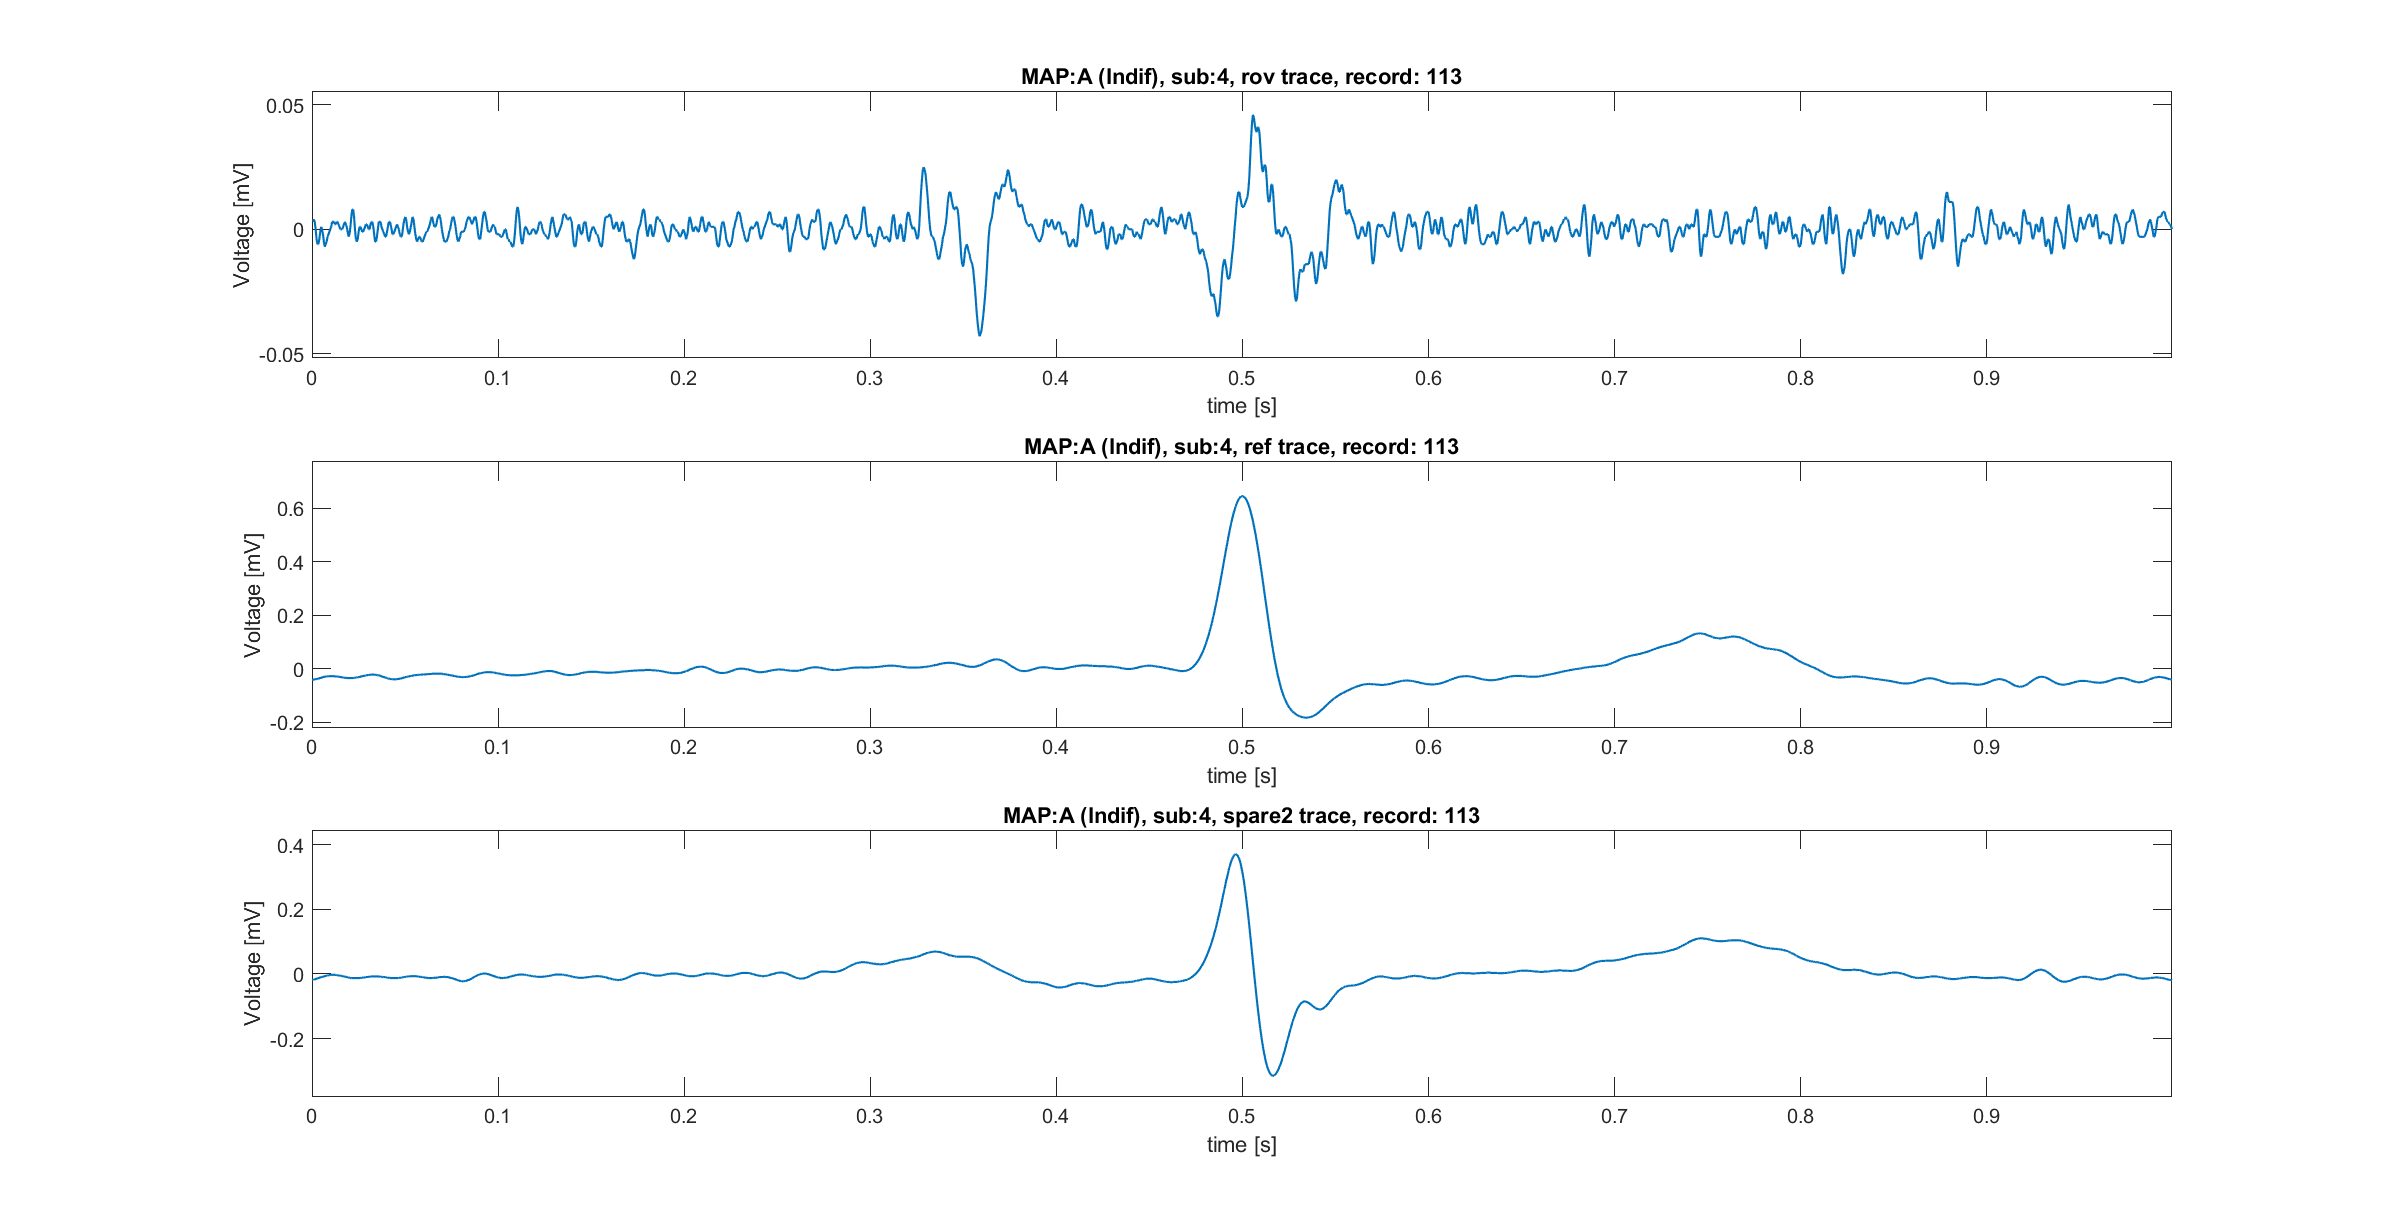 MAP:A (Indif), sub:4, rov trace, record: 113
0.05
0
-0.05
Voltage [mV]
0 0.1 0.2 0.3 0.4 0.5 0.6 0.7 0.8 0.9
time [s]
MAP:A (Indif), sub:4, ref trace, record: 113
0.6
0.4
0.2
0
-0.2
Voltage [mV]
0 0.1 0.2 0.3 0.4 0.5 0.6 0.7 0.8 0.9
time [s]
MAP:A (Indif), sub:4, spare2 trace, record: 113
0.4
0.2
0
-0.2
Voltage [mV]
0 0.1 0.2 0.3 0.4 0.5 0.6 0.7 0.8 0.9
time [s]